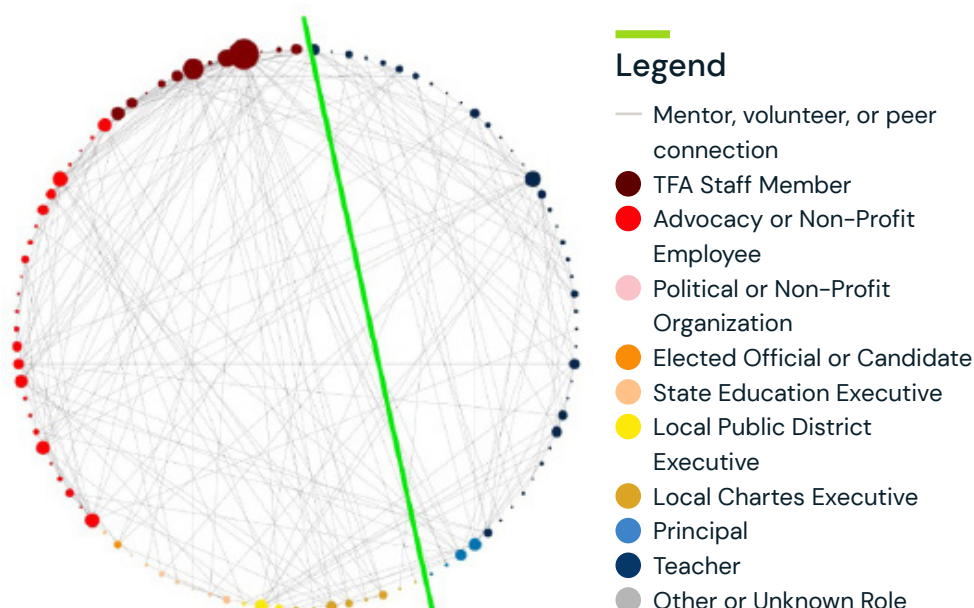 Legend
Mentor, volunteer, or peer
connection
TFA Staff Member
Advocacy or Non-Profit
Employee
Political or Non-Profit
Organization
Elected Official or Candidate
State Education Executive
Local Public District
Executive
Local Chartes Executive
Principal
Teacher
Other or Unknown Role